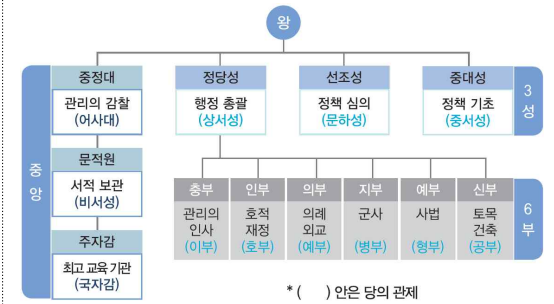 왕
중정대
관리의 감찰
(어사대)
문적원
서적 보관
(비서성)
주자감
최고 교육 기관
(국자감)
중앙
정당성
행정 총괄
(상서성)
선조성
정책 심의
(문하성)
중대성
정책 기초
(중서성)
3성
충부
관리의
인사
(이부)
인부
호적
재정
(호부)
의부
의례
외교
(예부)
지부
군사
(병부)
예부
사법
(형부)
신부
토목
건축
(공부)
6부
* ( ) 안은 당의 관제